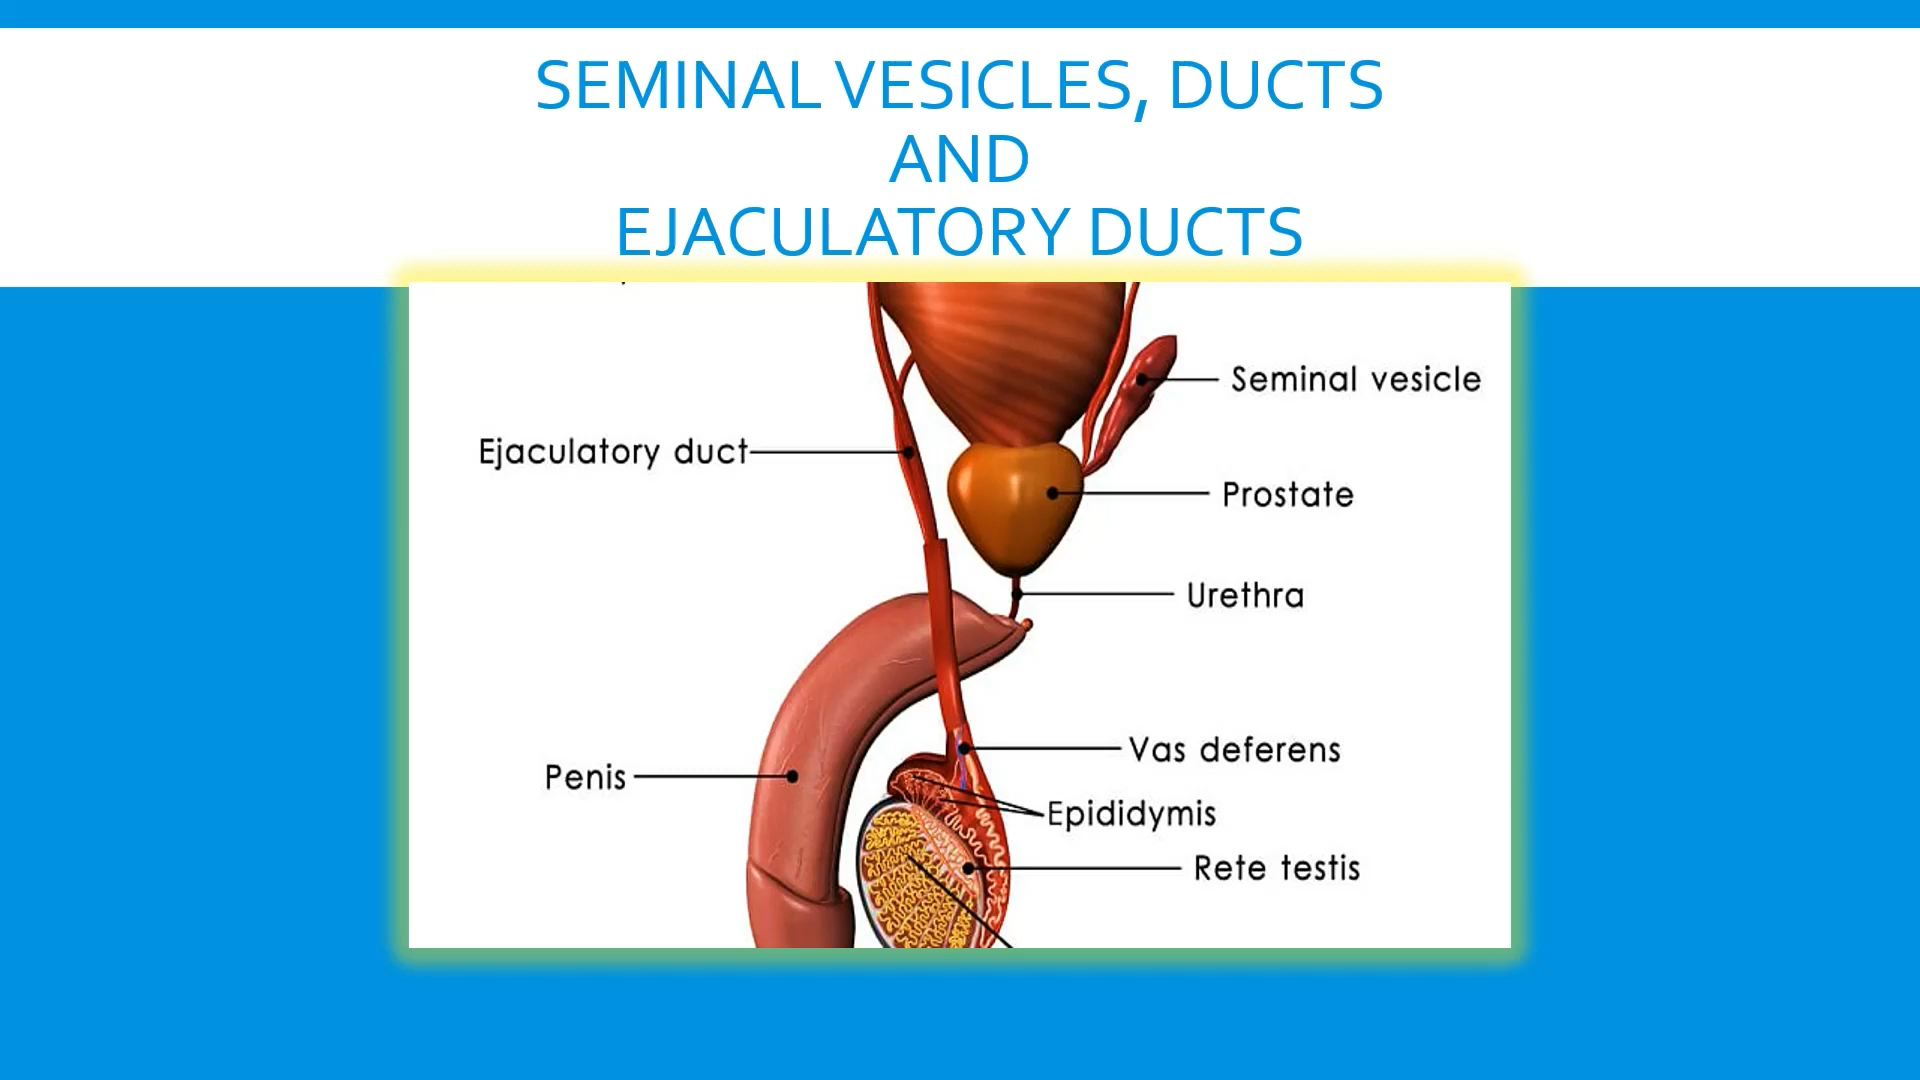 SEMINAL VESICLES, DUCTS
AND
EJACULATORY DUCTS
Seminal vesicle
Ejaculatory duct
Prostate
Urethra
Vas deferens
Penis
Epididymis
Rete testis